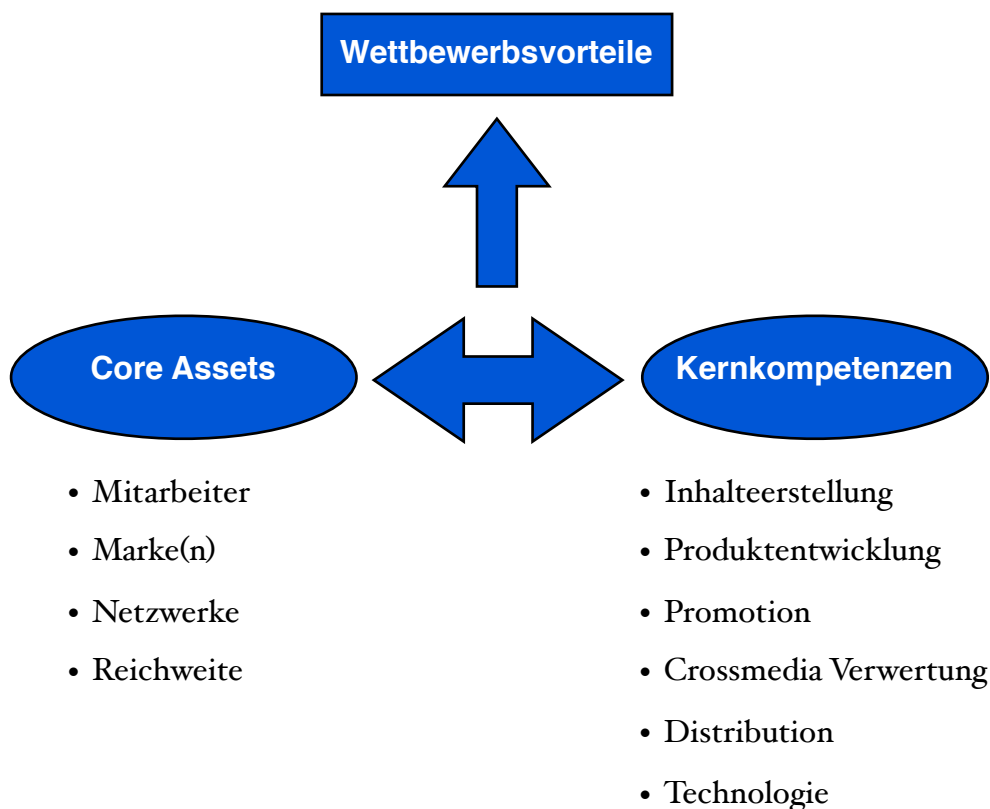 Wettbewerbsvorteile
Core Assets
Kernkompetenzen
• Mitarbeiter
• Marke(n)
• Netzwerke
• Reichweite
• Inhalteerstellung
• Produktentwicklung
• Promotion
• Crossmedia Verwertung
• Distribution
• Technologie